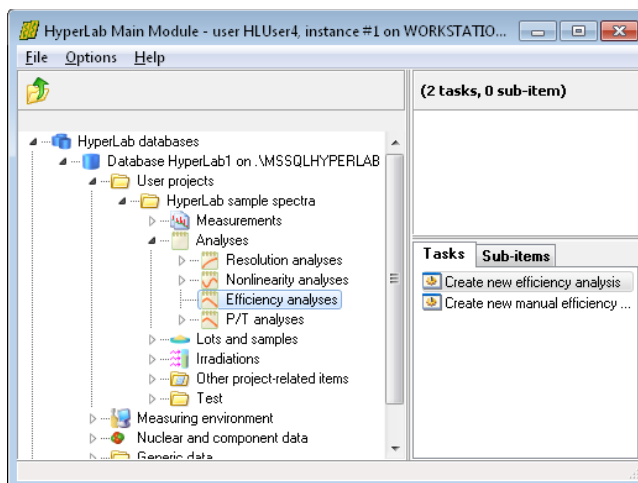 HyperLab Main Module - user HLUser4, instance #1 on WORKSTATIO...
File Options Help
(2 tasks, 0 sub-item)
HyperLab databases
Database HyperLab1 on .\MSSQLHYPERLAB
User projects
HyperLab sample spectra
Measurements
Analyses
Resolution analyses
Nonlinearity analyses
Efficiency analyses
P/T analyses
Lots and samples
Irradiations
Other project-related items
Test
Measuring environment
Nuclear and component data
Generic data
Tasks Sub-items
Create new efficiency analysis
Create new manual efficiency ...